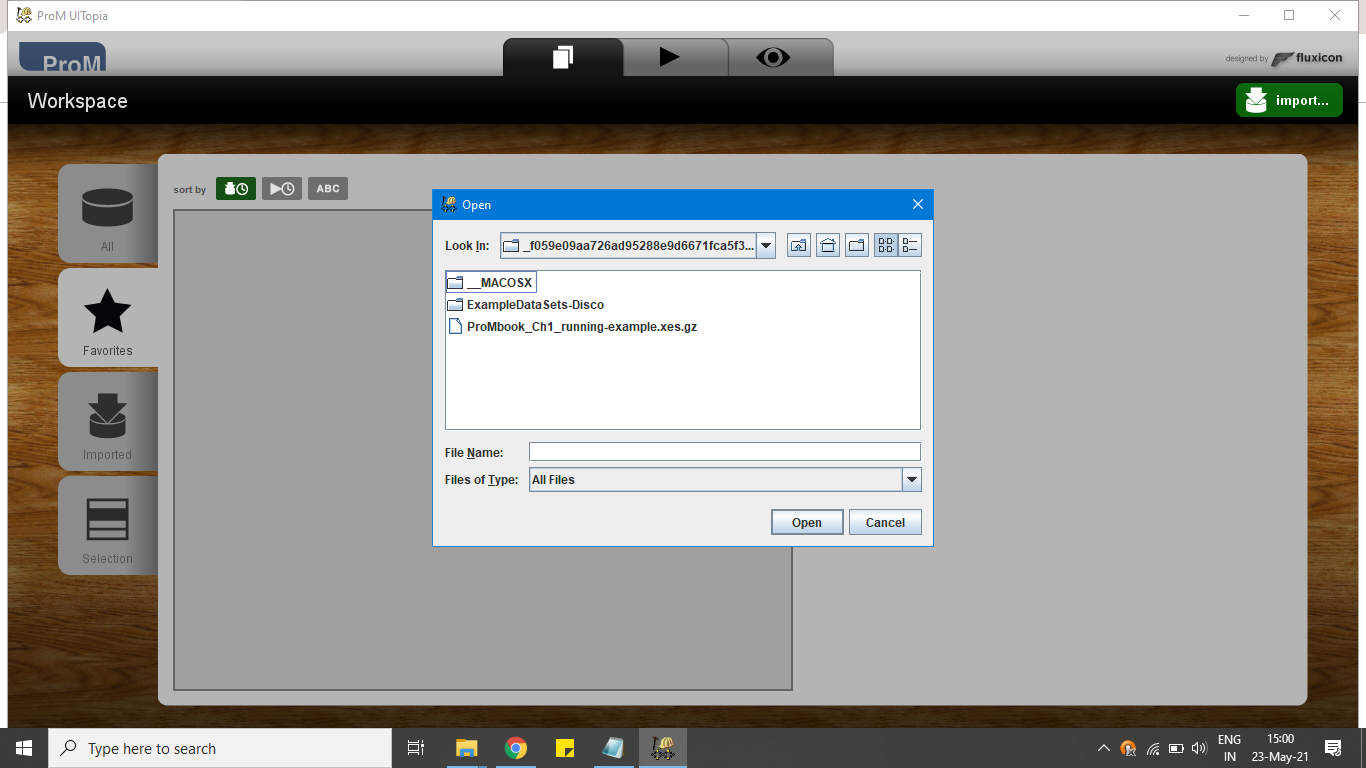 ProM UITopia
ProM
designed by fluxicon
Workspace
import...
sort by
ABC
All
Favorites
Imported
Selection
Open
Look In:
_f059e09aa726ad95288e9d6671fca5f3...
__MACOSX
ExampleDataSets-Disco
ProMbook_Ch1_running-example.xes.gz
File Name:
Files of Type:
All Files
Open
Cancel
Type here to search
ENG
IN
15:00
23-May-21